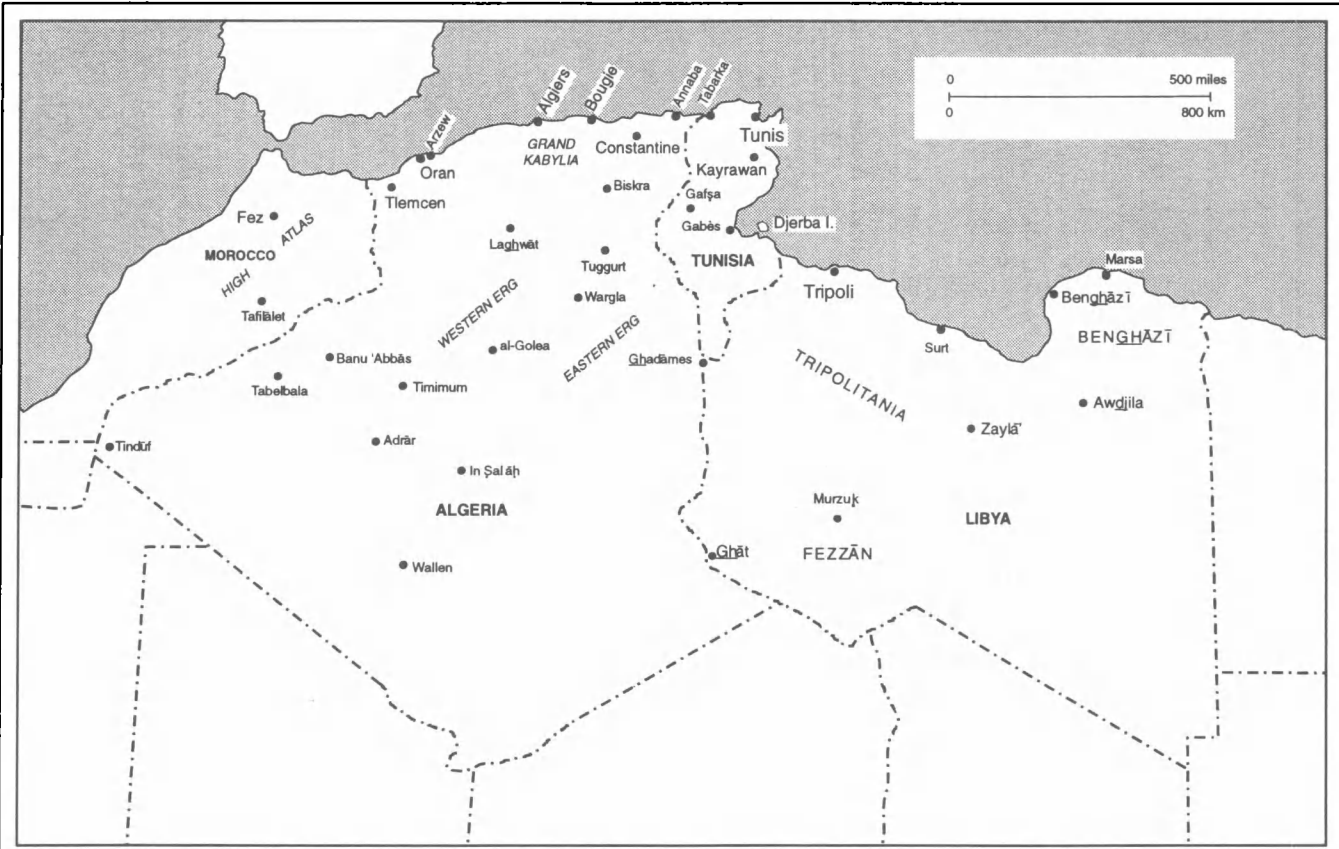 0 500 miles
0 800 km
Algiers
Bougie
Annaba
Tabarka
Arzew
GRAND
KABYLIA
Constantine
Tunis
Oran
Kayrawan
Tlemcen
Biskra
Gafṣa
Fez
ATLAS
Gabès
Djerba I.
MOROCCO
HIGH
Laghwāt
Tuggurt
TUNISIA
Marsa
Tafilālet
WESTERN ERG
Wargla
Tripoli
Benghāzī
EASTERN ERG
Surt
BENGHĀZĪ
Banu 'Abbās
al-Golea
Ghadāmes
TRIPOLITANIA
Tabelbala
Timimum
Awdjila
Tindūf
Adrār
Zaylā'
In Ṣalāḥ
ALGERIA
Murzuḳ
LIBYA
Wallen
Ghāt
FEZZĀN